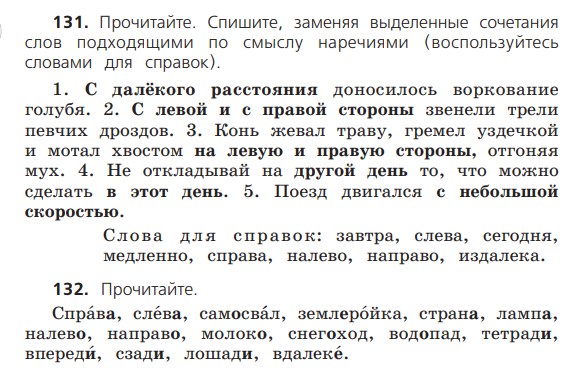 131. Прочитайте. Спишите, заменяя выделенные сочетания
слов подходящими по смыслу наречиями (воспользуйтесь
словами для справок).
1. С далёкого расстояния доносилось воркование
голубя. 2. С левой и с правой стороны звенели трели
певчих дроздов. 3. Конь жевал траву, гремел уздечкой
и мотал хвостом на левую и правую стороны, отгоняя
мух. 4. Не откладывай на другой день то, что можно
сделать в этот день. 5. Поезд двигался с небольшой
скоростью.
Слова для справок: завтра, слева, сегодня,
медленно, справа, налево, направо, издалека.
132. Прочитайте.
Спра́ва, сле́ва, самосва́л, землеро́йка, страна, лампа,
налево, направо, молоко, снегоход, водопад, тетради,
впереди́, сзади, лошади, вдалеке́.